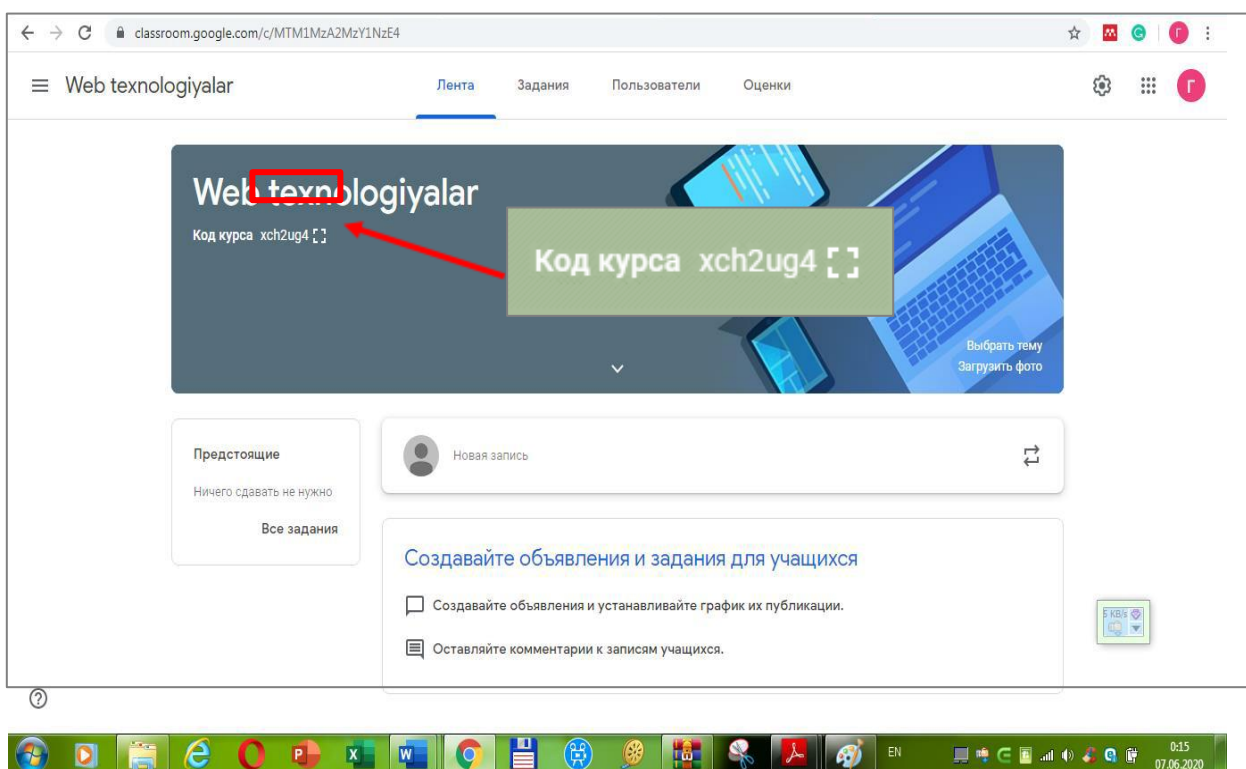 classroom.google.com/c/MTM1MzA2MzY1NzE4
Web texnologiyalar
Лента Задания Пользователи Оценки
Г
Web texnologiyalar
Код курса xch2ug4
Код курса xch2ug4
Выбрать тему
Загрузить фото
Предстоящие
Ничего сдавать не нужно
Все задания
Новая запись
Создавайте объявления и задания для учащихся
Создавайте объявления и устанавливайте график их публикации.
Оставляйте комментарии к записям учащихся.
5 KB/s
EN
0:15
07.06.2020